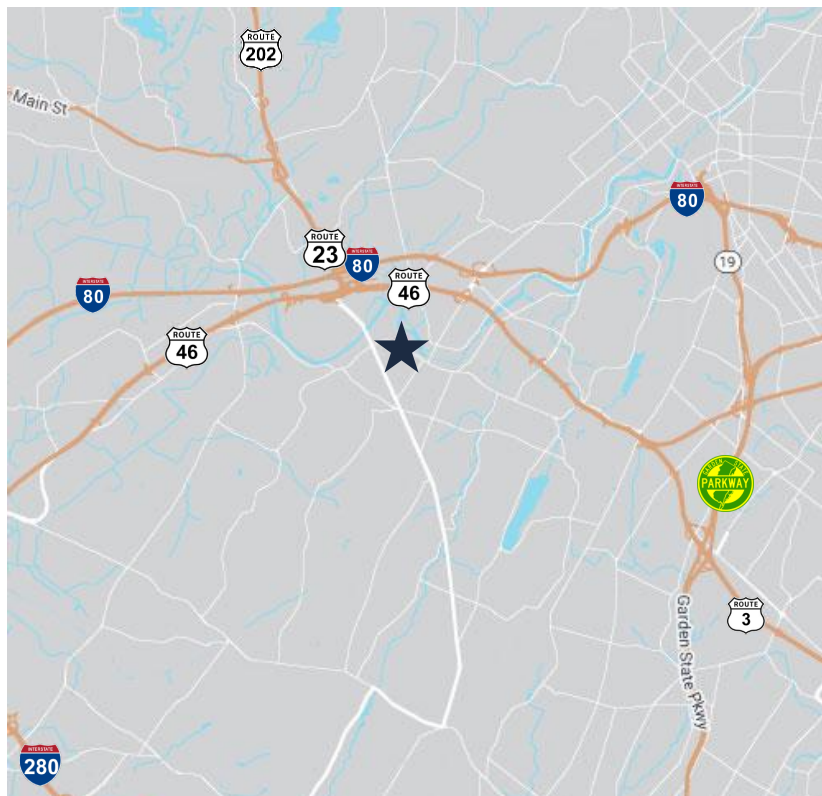 ROUTE
202
Main St
INTERSTATE
80
ROUTE
23
INTERSTATE
80
19
ROUTE
46
INTERSTATE
80
ROUTE
46
GARDEN STATE
PARKWAY
ROUTE
3
Garden State Pkwy
INTERSTATE
280